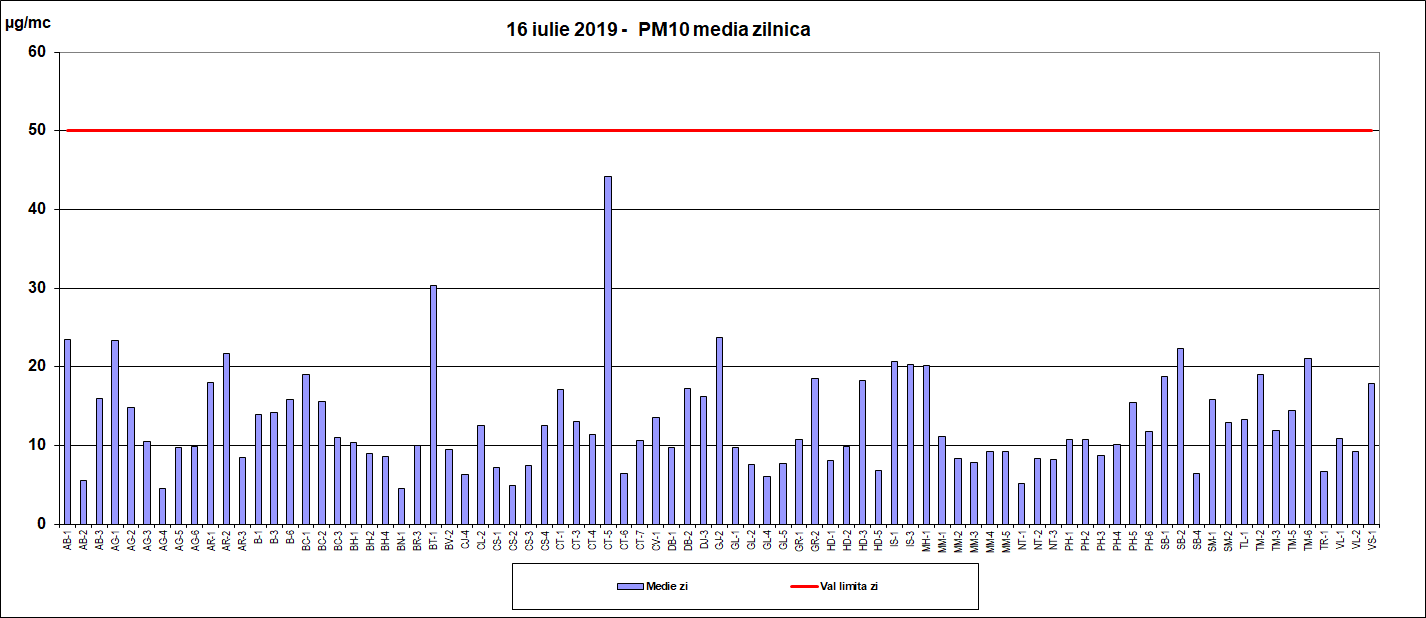 µg/mc
16 iulie 2019 - PM10 media zilnica
60
50
40
30
20
10
0
AB-1 AB-2 AB-3 AG-1 AG-2 AG-3 AG-4 AG-5 AG-6 AR-1 AR-2 AR-3 B-1 B-3 B-6 BC-1 BC-2 BC-3 BH-1 BH-2 BH-4 BN-1 BR-3 BT-1 BV-2 CJ-4 CL-2 CS-1 CS-2 CS-3 CS-4 CT-1 CT-3 CT-4 CT-5 CT-6 CT-7 CV-1 DB-1 DB-2 DJ-3 GJ-2 GL-1 GL-2 GL-4 GL-5 GR-1 GR-2 HD-1 HD-2 HD-3 HD-5 IS-1 IS-3 MH-1 MM-1 MM-2 MM-3 MM-4 MM-5 NT-1 NT-2 NT-3 PH-1 PH-2 PH-3 PH-4 PH-5 PH-6 SB-1 SB-2 SB-4 SM-1 SM-2 TL-1 TM-2 TM-3 TM-5 TM-6 TR-1 VL-1 VL-2 VS-1
Medie zi Val limita zi